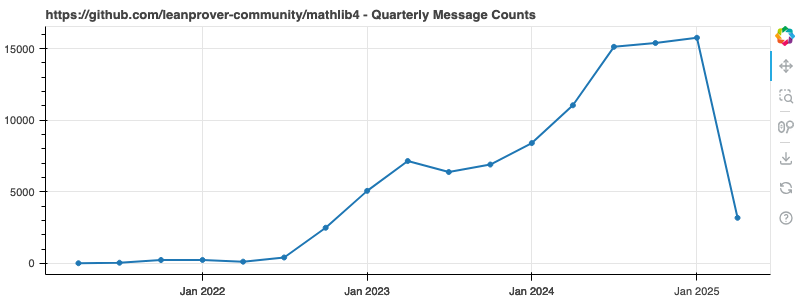 https://github.com/leanprover-community/mathlib4 - Quarterly Message Counts
15000
10000
5000
0
Jan 2022
Jan 2023
Jan 2024
Jan 2025